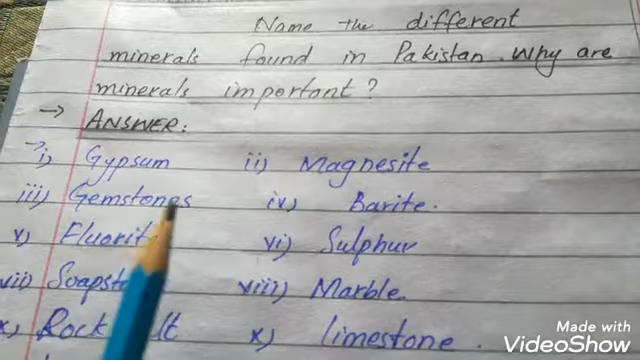 Name the different
minerals found in Pakistan. Why are
minerals important?
→ ANSWER:
→ i) Gypsum ii) Magnesite
iii) Gemstones iv) Barite.
v) vi) Sulphur
vii) viii) Marble.
Rock x) limestone.
Made with
VideoShow